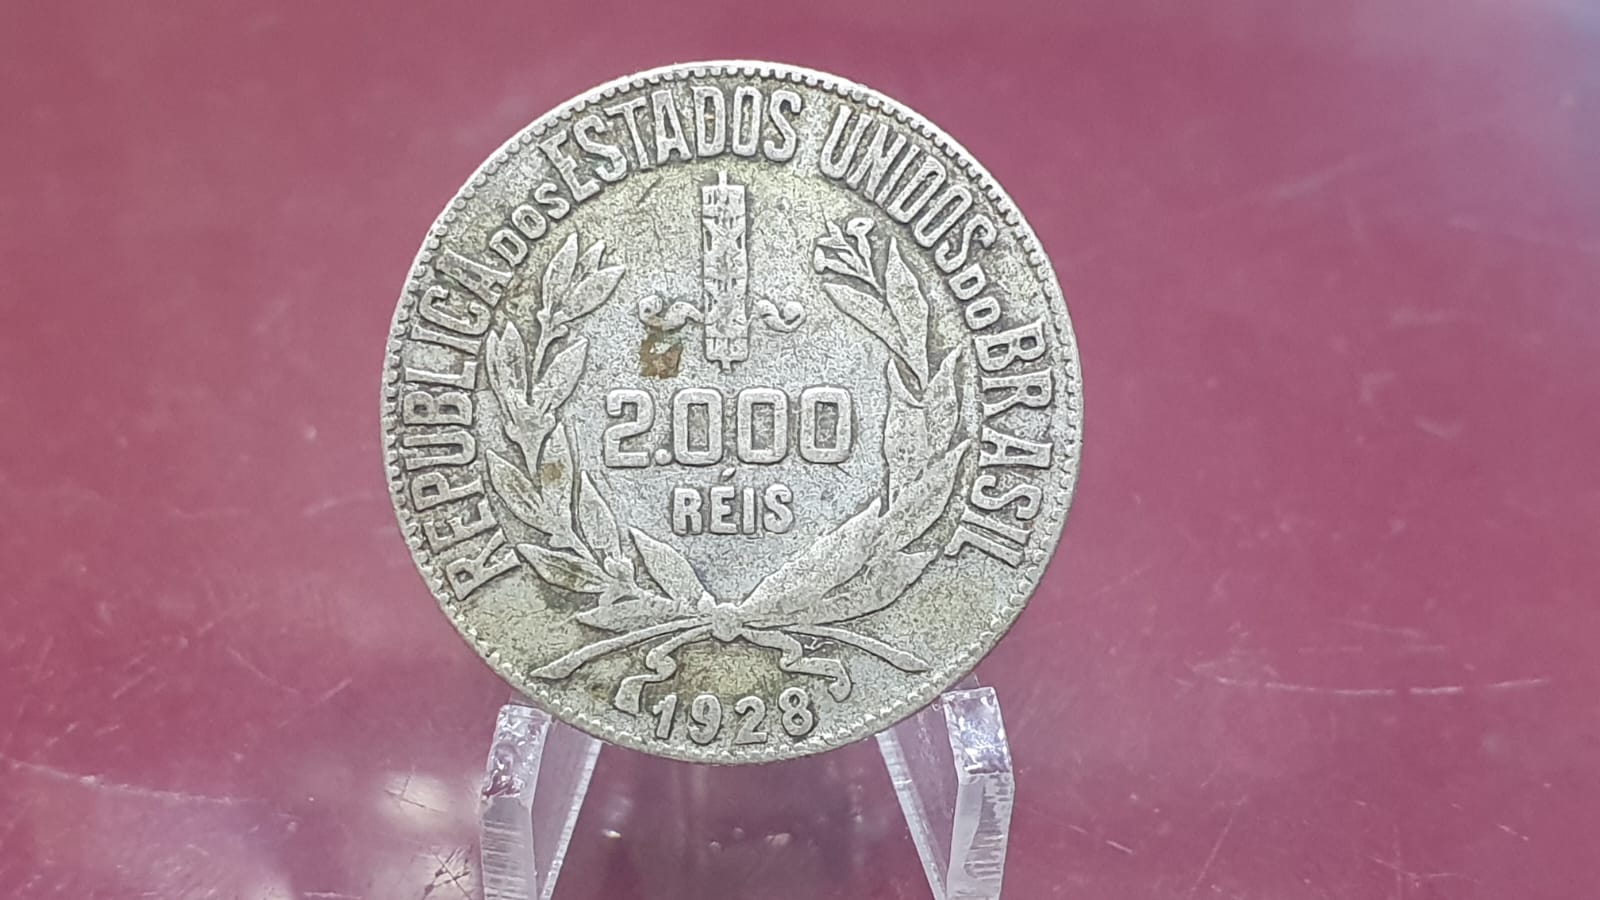 REPUBLICA DOS ESTADOS UNIDOS DO BRASIL
2.000
RÉIS
1928